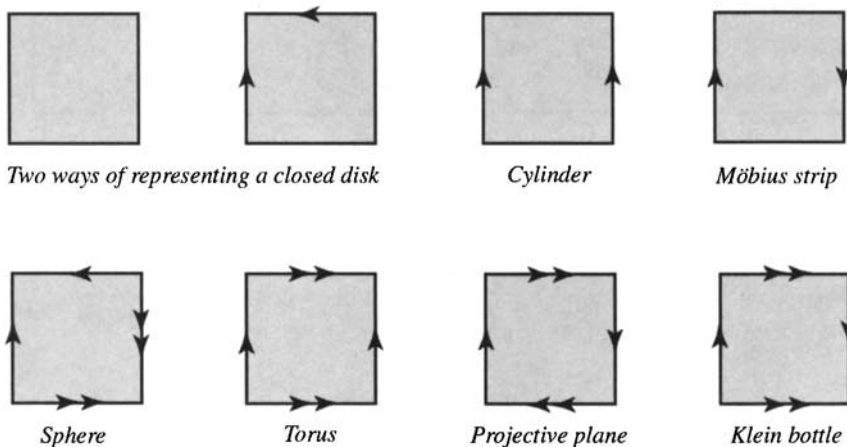 Two ways of representing a closed disk
Cylinder
Möbius strip
Sphere
Torus
Projective plane
Klein bottle